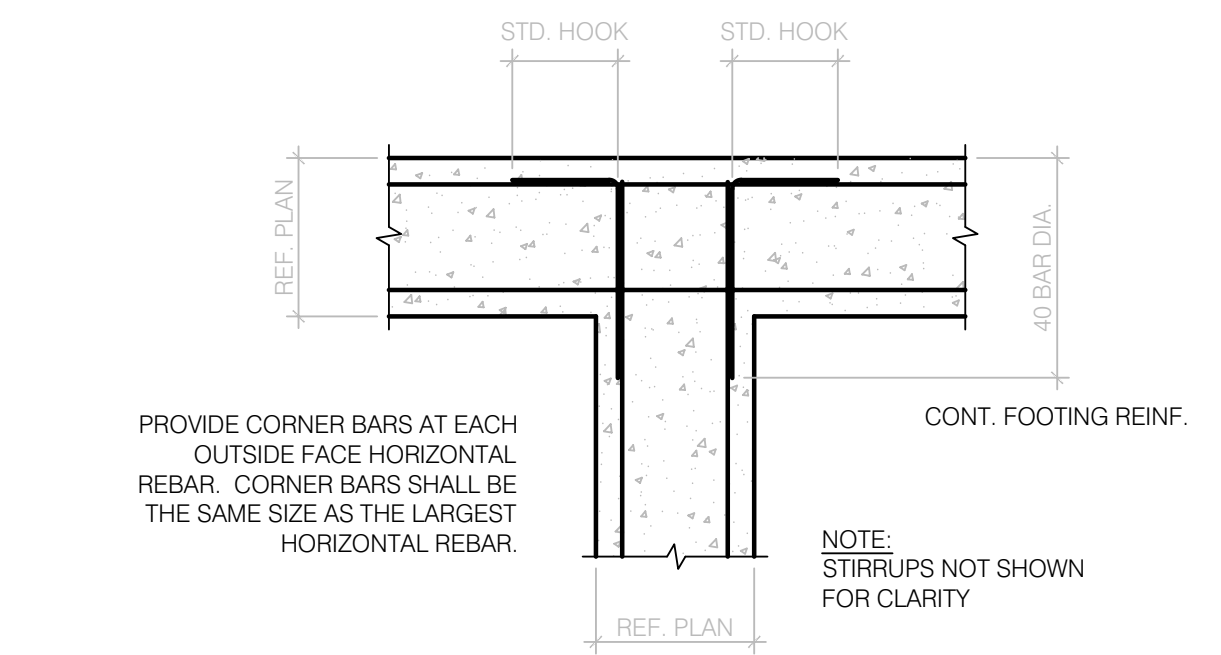 STD. HOOK
STD. HOOK
REF. PLAN
40 BAR DIA.
PROVIDE CORNER BARS AT EACH
OUTSIDE FACE HORIZONTAL
REBAR. CORNER BARS SHALL BE
THE SAME SIZE AS THE LARGEST
HORIZONTAL REBAR.
CONT. FOOTING REINF.
NOTE:
STIRRUPS NOT SHOWN
FOR CLARITY
REF. PLAN